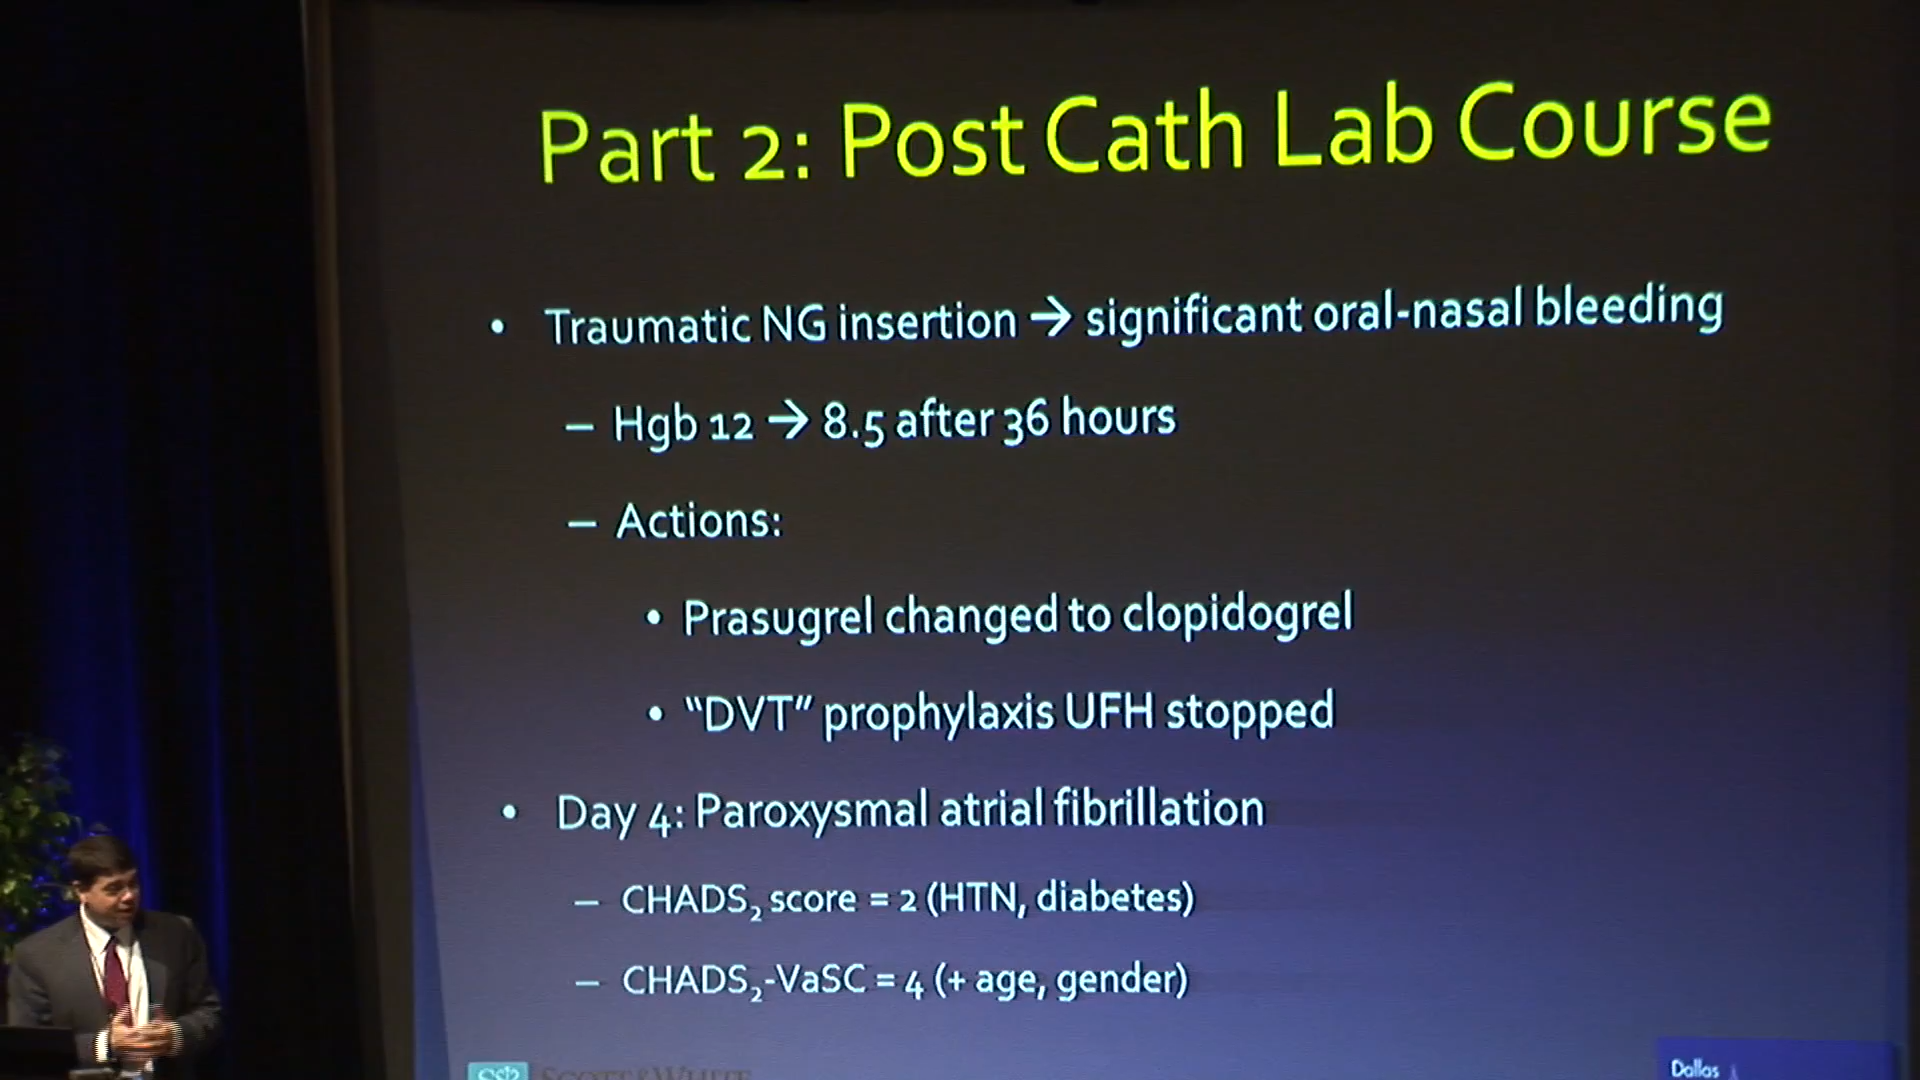 Part 2: Post Cath Lab Course
• Traumatic NG insertion → significant oral-nasal bleeding
– Hgb 12 → 8.5 after 36 hours
– Actions:
• Prasugrel changed to clopidogrel
• “DVT” prophylaxis UFH stopped
• Day 4: Paroxysmal atrial fibrillation
– CHADS₂ score = 2 (HTN, diabetes)
– CHADS₂-VaSC = 4 (+ age, gender)
SCOTT & WHITE
Dallas